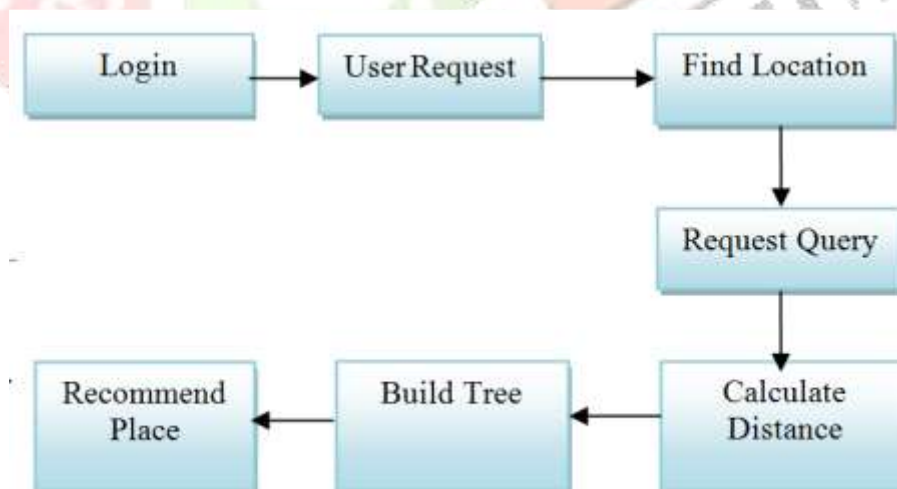 Login
User Request
Find Location
Request Query
Calculate
Distance
Build Tree
Recommend
Place